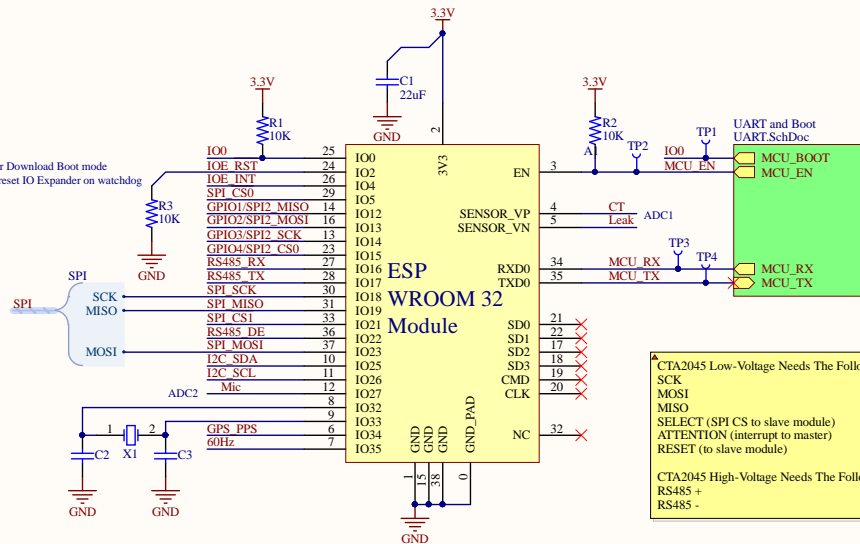 3.3V
C1
22uF
GND
3.3V
R1
10K
3.3V
R2
10K
A1
TP2
TP1
UART and Boot
UART.SchDoc
IO0
MCU_EN
MCU_BOOT
MCU_EN
r Download Boot mode
reset IO Expander on watchdog
R3
10K
GND
IO0 25 IO0
IOE_RST 24 IO2
IOE_INT 26 IO4
SPI_CS0 29 IO5
GPIO1/SPI2_MISO 14 IO12
GPIO2/SPI2_MOSI 16 IO13
GPIO3/SPI2_SCK 13 IO14
GPIO4/SPI2_CS0 23 IO15
RS485_RX 27 IO16
RS485_TX 28 IO17
SPI_SCK 30 IO18
SPI_MISO 31 IO19
SPI_CS1 33 IO21
RS485_DE 36 IO22
SPI_MOSI 37 IO23
I2C_SDA 10 IO25
I2C_SCL 11 IO26
ADC2 Mic 12 IO27
8 IO32
9 IO33
GPS_PPS 6 IO34
60Hz 7 IO35
2
3V3
ESP
WROOM 32
Module
EN 3
SENSOR_VP 4 CT
SENSOR_VN 5 Leak
ADC1
RXD0 34 MCU_RX
TXD0 35 MCU_TX
TP3
TP4
MCU_RX
MCU_TX
SD0 21
SD1 22
SD2 17
SD3 18
CMD 19
CLK 20
NC 32
GND 1
GND 15
GND 38
GND_PAD 0
GND
SPI
SPI
SCK
MISO
MOSI
1 2
C2 X1 C3
GND GND
CTA2045 Low-Voltage Needs The Follo
SCK
MOSI
MISO
SELECT (SPI CS to slave module)
ATTENTION (interrupt to master)
RESET (to slave module)
CTA2045 High-Voltage Needs The Follo
RS485 +
RS485 -